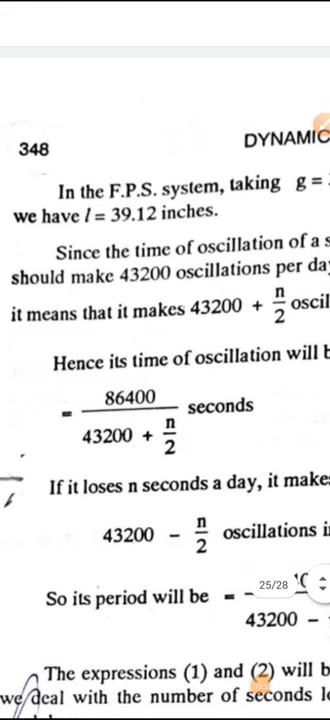 348
DYNAMIC
In the F.P.S. system, taking g =
we have l = 39.12 inches.
Since the time of oscillation of a s
should make 43200 oscillations per da
it means that it makes 43200 + n/2 oscil
Hence its time of oscillation will b
= 86400 / (43200 + n/2) seconds
If it loses n seconds a day, it make
43200 - n/2 oscillations i
So its period will be =
25/28
43200 -
The expressions (1) and (2) will b
we deal with the number of seconds l